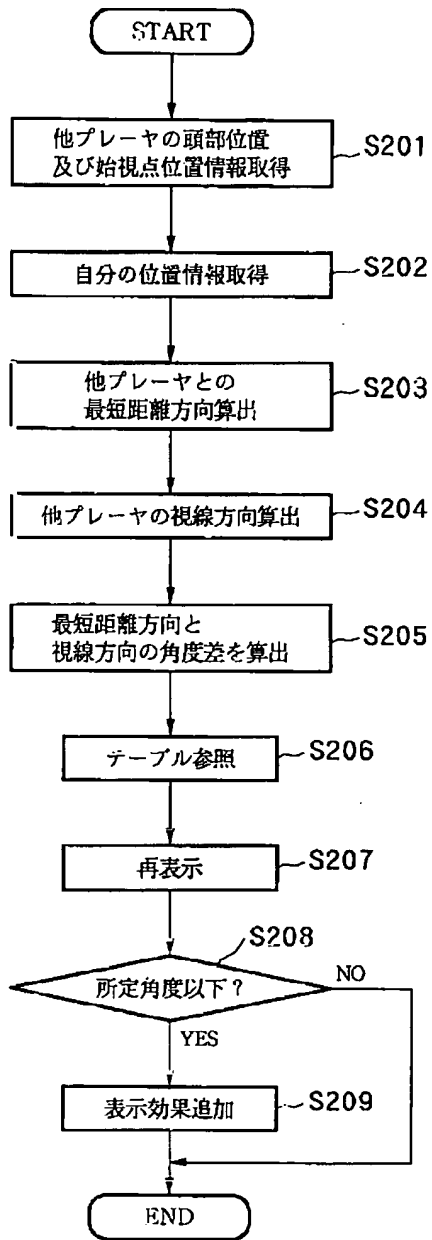 START
他プレーヤの頭部位置
及び始視点位置情報取得
S201
自分の位置情報取得
S202
他プレーヤとの
最短距離方向算出
S203
他プレーヤの視線方向算出
S204
最短距離方向と
視線方向の角度差を算出
S205
テーブル参照
S206
再表示
S207
S208
所定角度以下？
NO
YES
表示効果追加
S209
END